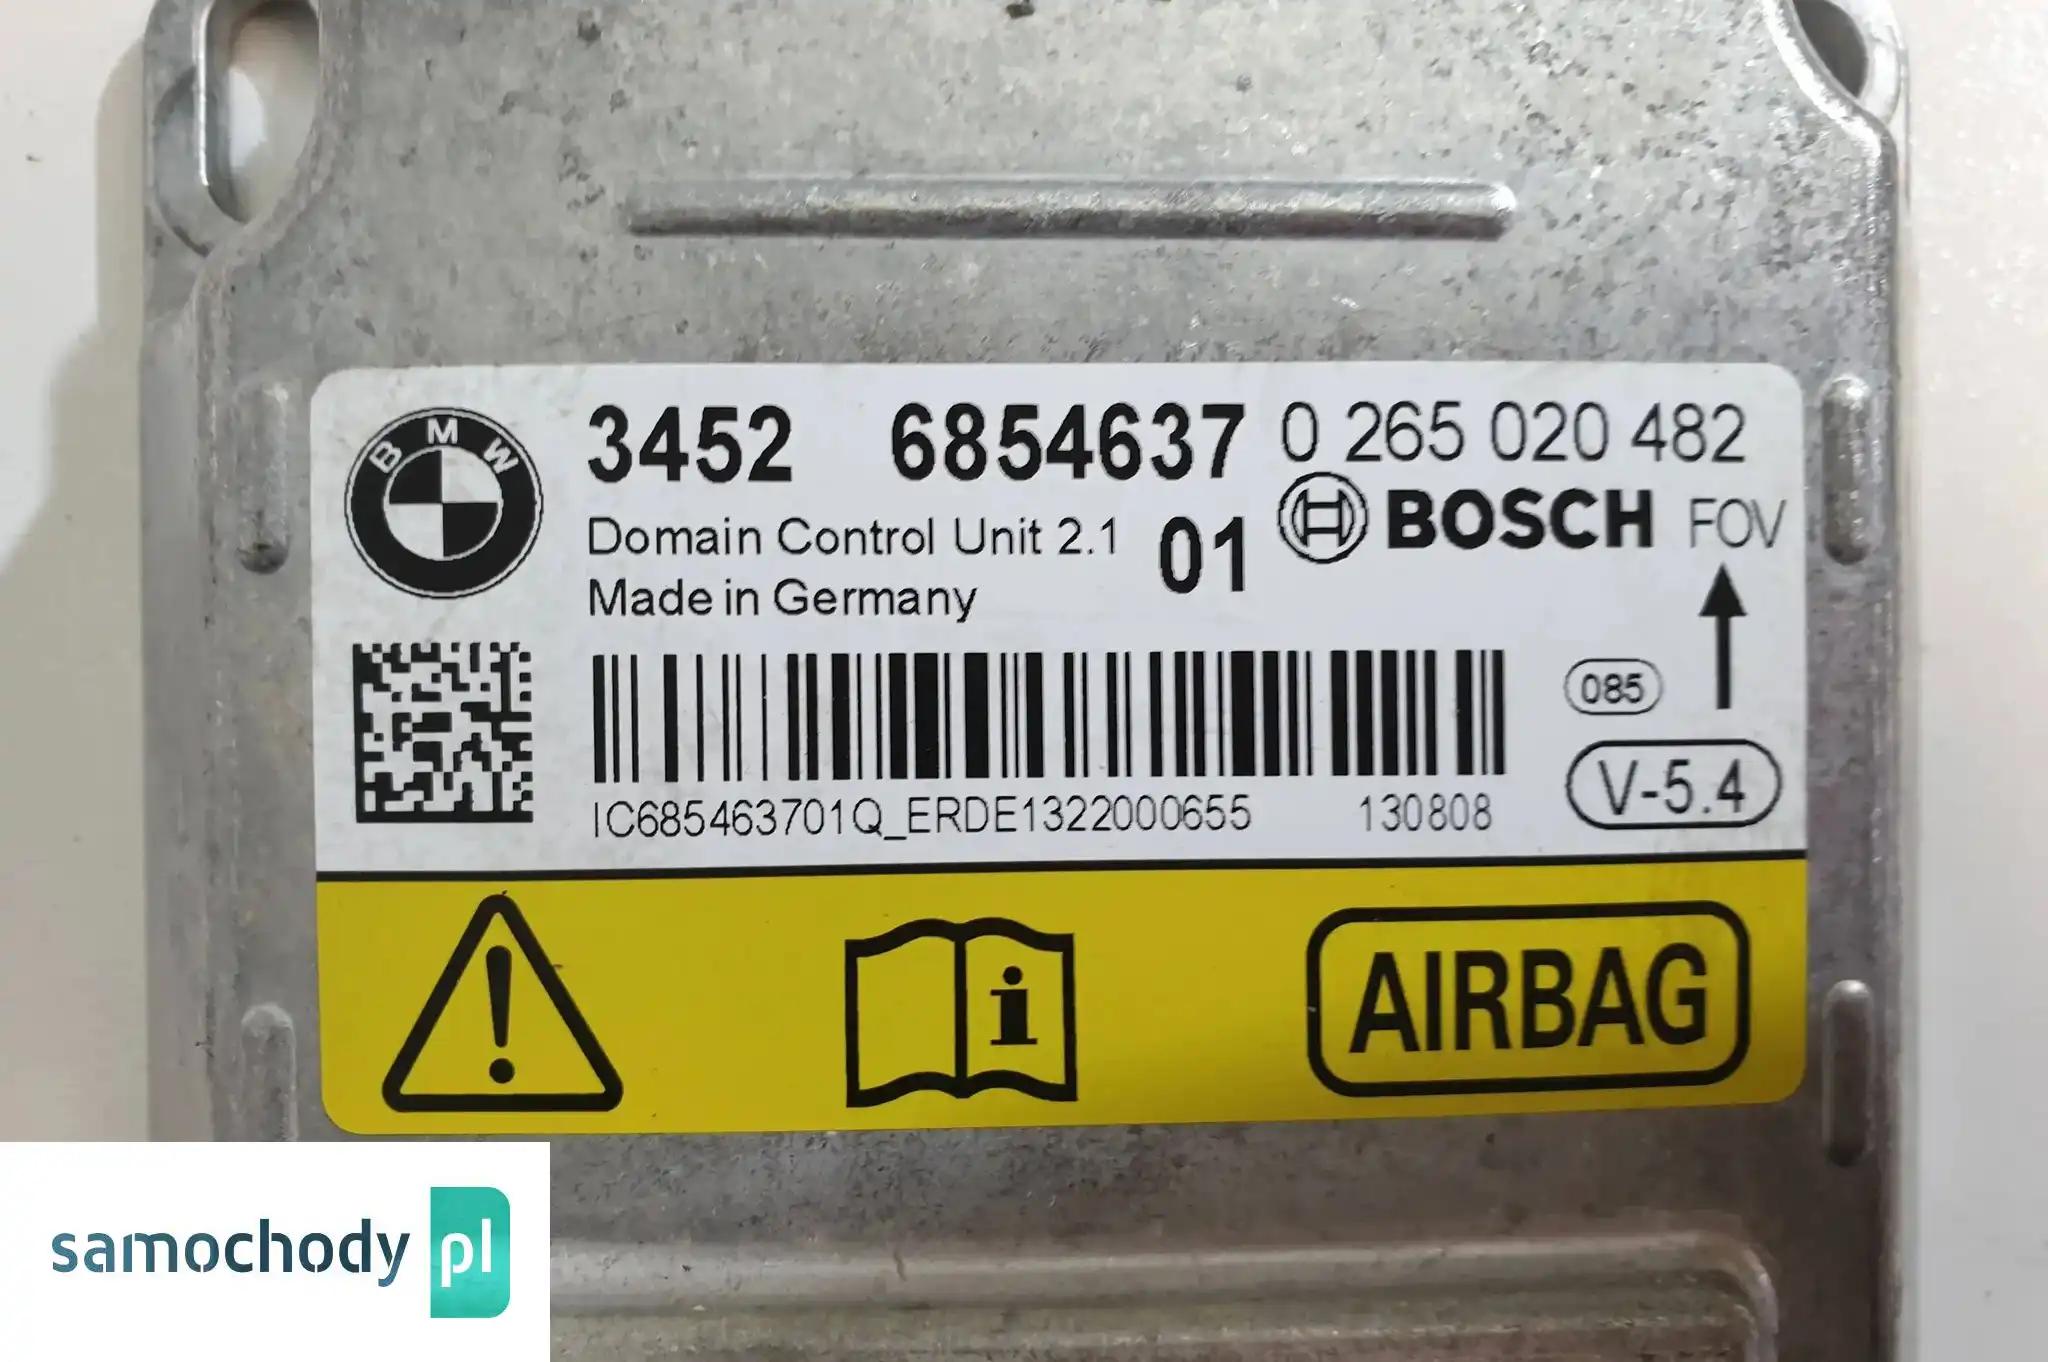 BMW
3452 6854637 0 265 020 482
Domain Control Unit 2.1 01 BOSCH FOV
Made in Germany
085
V-5.4
IC685463701Q_ERDE1322000655 130808
AIRBAG
samochody pl